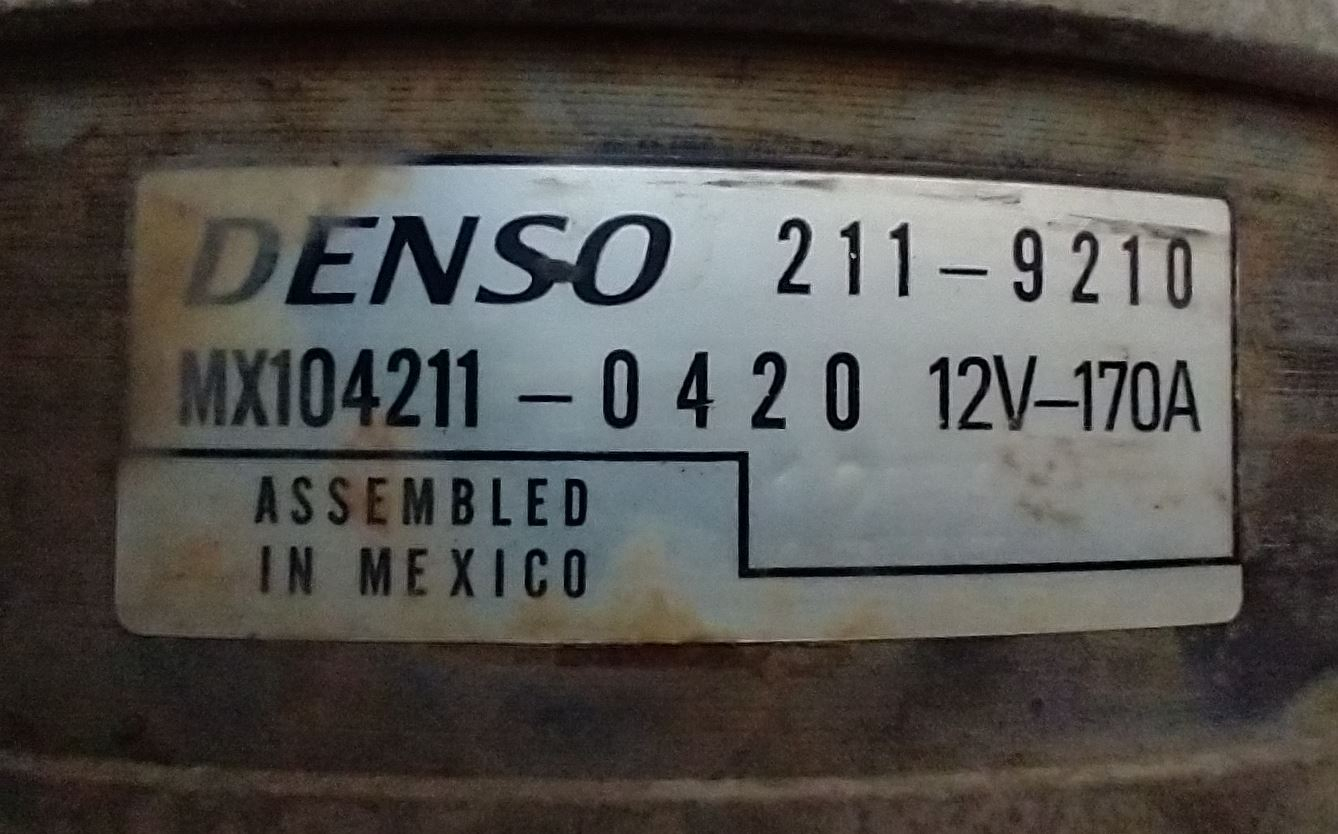 DENSO 211-9210
MX104211-0420 12V-170A
ASSEMBLED
IN MEXICO